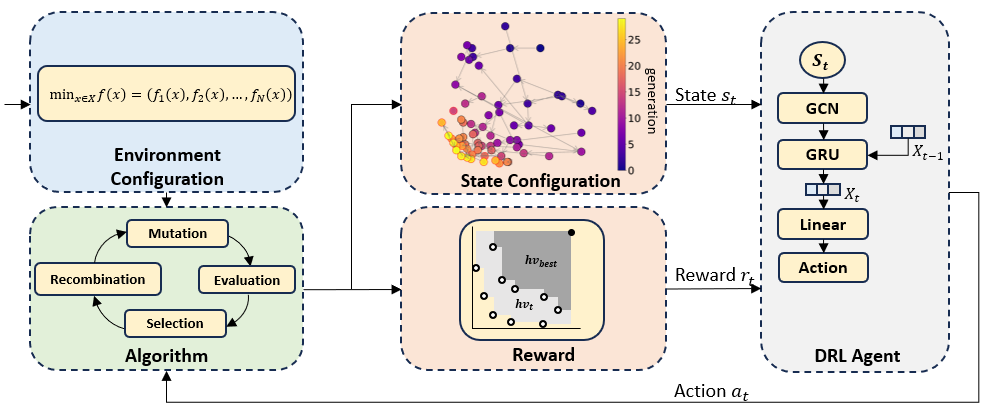 min_{x∈X} f(x) = (f_1(x), f_2(x), ..., f_N(x))
Environment
Configuration
Mutation
Evaluation
Selection
Recombination
Algorithm
25
20
15
10
5
0
generation
State Configuration
hv_{best}
hv_t
Reward
State s_t
Reward r_t
Action a_t
S_t
GCN
GRU
X_{t-1}
X_t
Linear
Action
DRL Agent